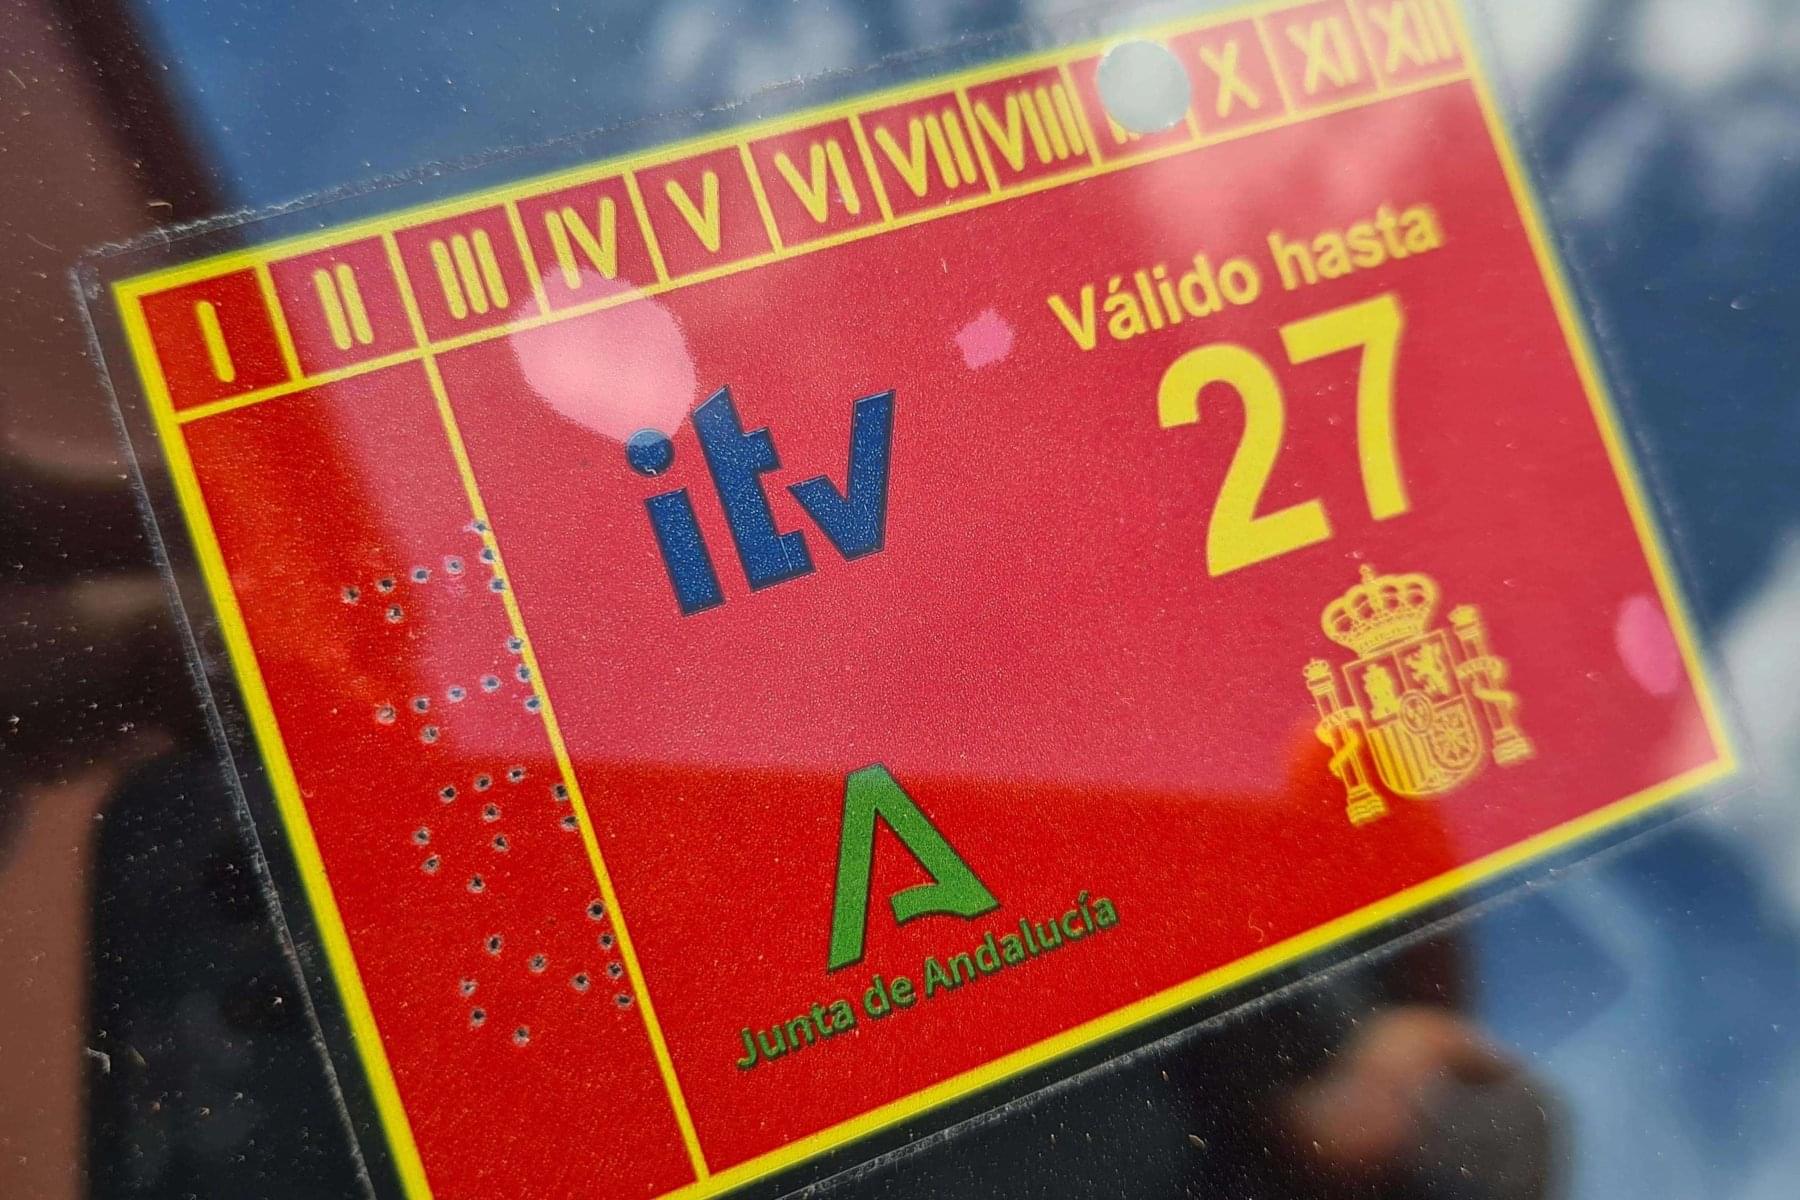 I II III IV V VI VII VIII X XI XII
Válido hasta
27
itv
Junta de Andalucía